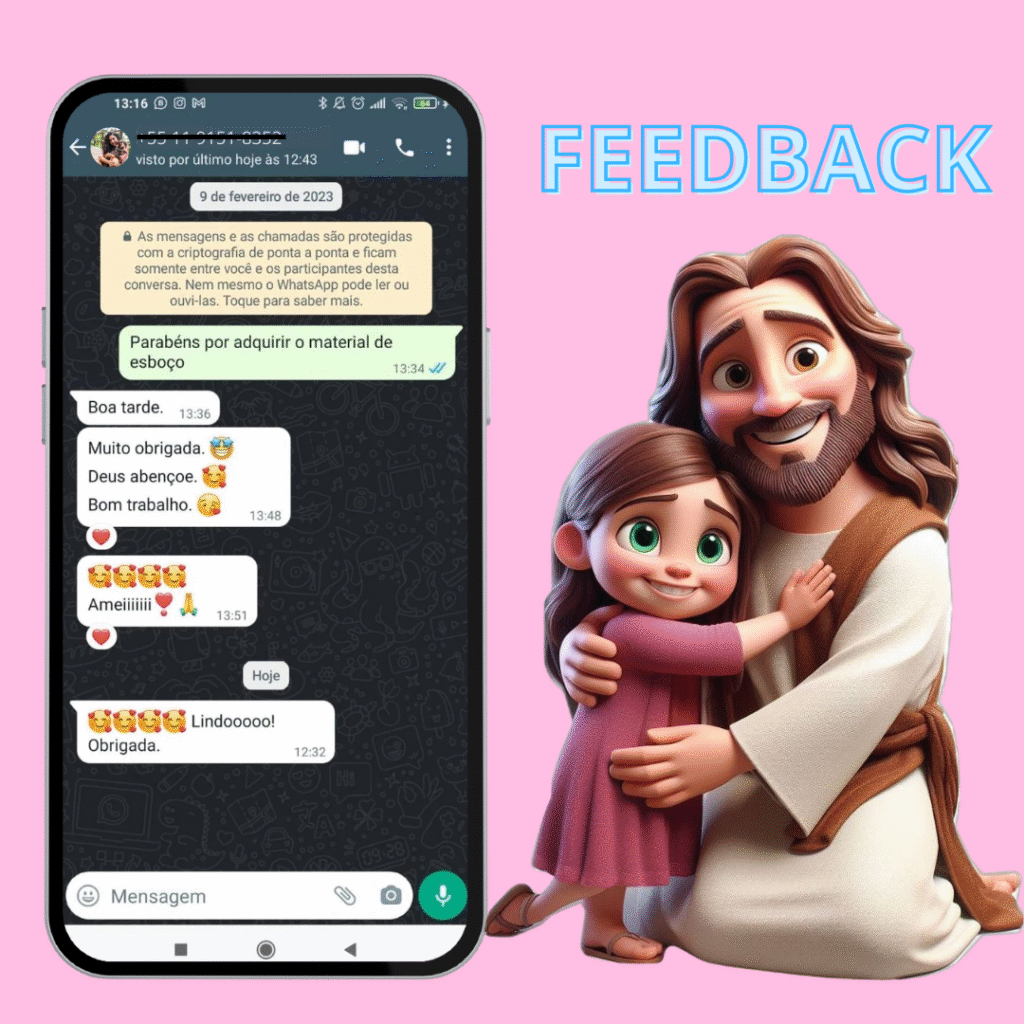 13:16
visto por último hoje às 12:43
FEEDBACK
9 de fevereiro de 2023
As mensagens e as chamadas são protegidas
com a criptografia de ponta a ponta e ficam
somente entre você e os participantes desta
conversa. Nem mesmo o WhatsApp pode ler ou
ouvi-las. Toque para saber mais.
Parabéns por adquirir o material de
esboço
13:34
Boa tarde. 13:36
Muito obrigada. 🤩
Deus abençoe. 🥰
Bom trabalho. 😘
13:48
❤️
🥰🥰🥰🥰
Ameiiiiiii❣️🙏
13:51
❤️
Hoje
🥰🥰🥰🥰 Lindooooo!
Obrigada.
12:32
Mensagem